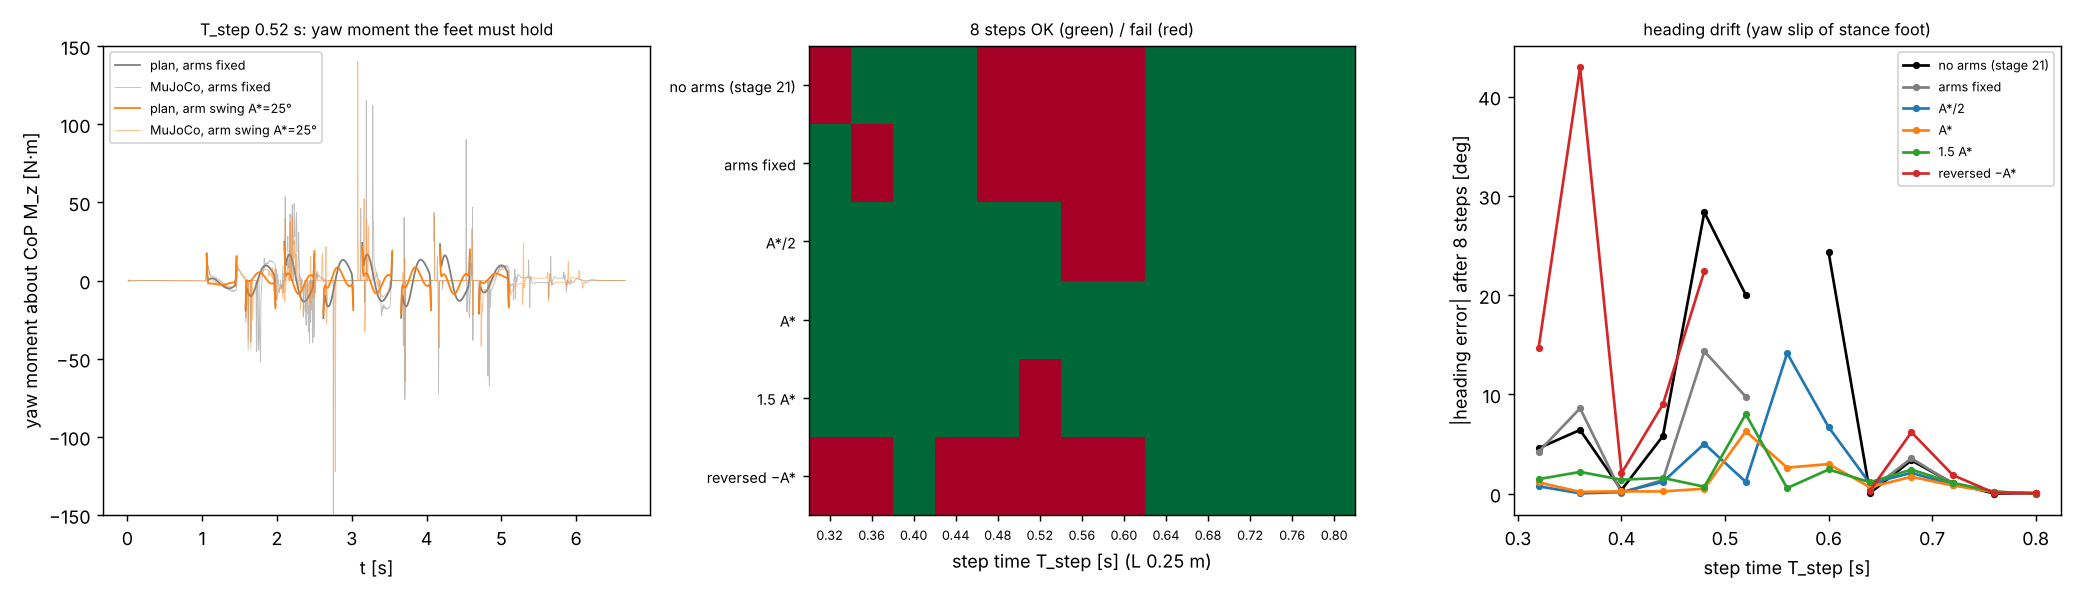 T_step 0.52 s: yaw moment the feet must hold
yaw moment about CoP M_z [N·m]
150
100
50
0
−50
−100
−150
plan, arms fixed
MuJoCo, arms fixed
plan, arm swing A*=25°
MuJoCo, arm swing A*=25°
0 1 2 3 4 5 6
t [s]
8 steps OK (green) / fail (red)
no arms (stage 21)
arms fixed
A*/2
A*
1.5 A*
reversed −A*
0.32 0.36 0.40 0.44 0.48 0.52 0.56 0.60 0.64 0.68 0.72 0.76 0.80
step time T_step [s] (L 0.25 m)
heading drift (yaw slip of stance foot)
|heading error| after 8 steps [deg]
40
30
20
10
0
no arms (stage 21)
arms fixed
A*/2
A*
1.5 A*
reversed −A*
0.3 0.4 0.5 0.6 0.7 0.8
step time T_step [s]